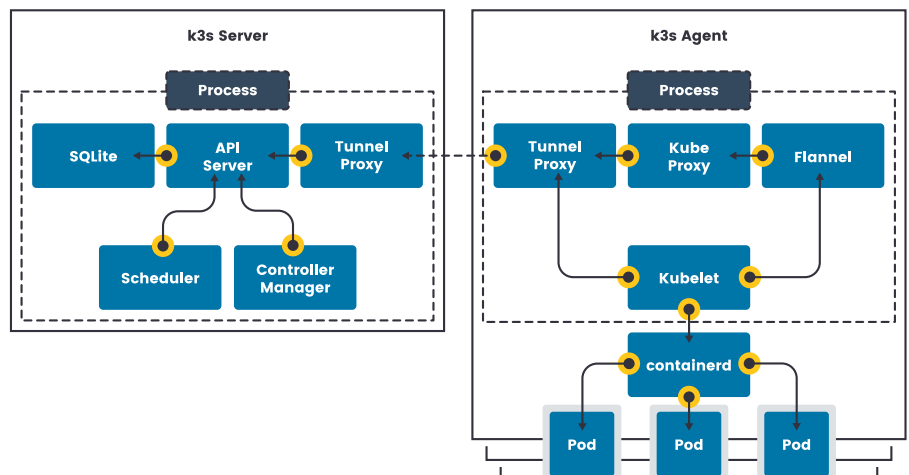 k3s Server
Process
SQLite
API
Server
Tunnel
Proxy
Scheduler
Controller
Manager
k3s Agent
Process
Tunnel
Proxy
Kube
Proxy
Flannel
Kubelet
containerd
Pod
Pod
Pod